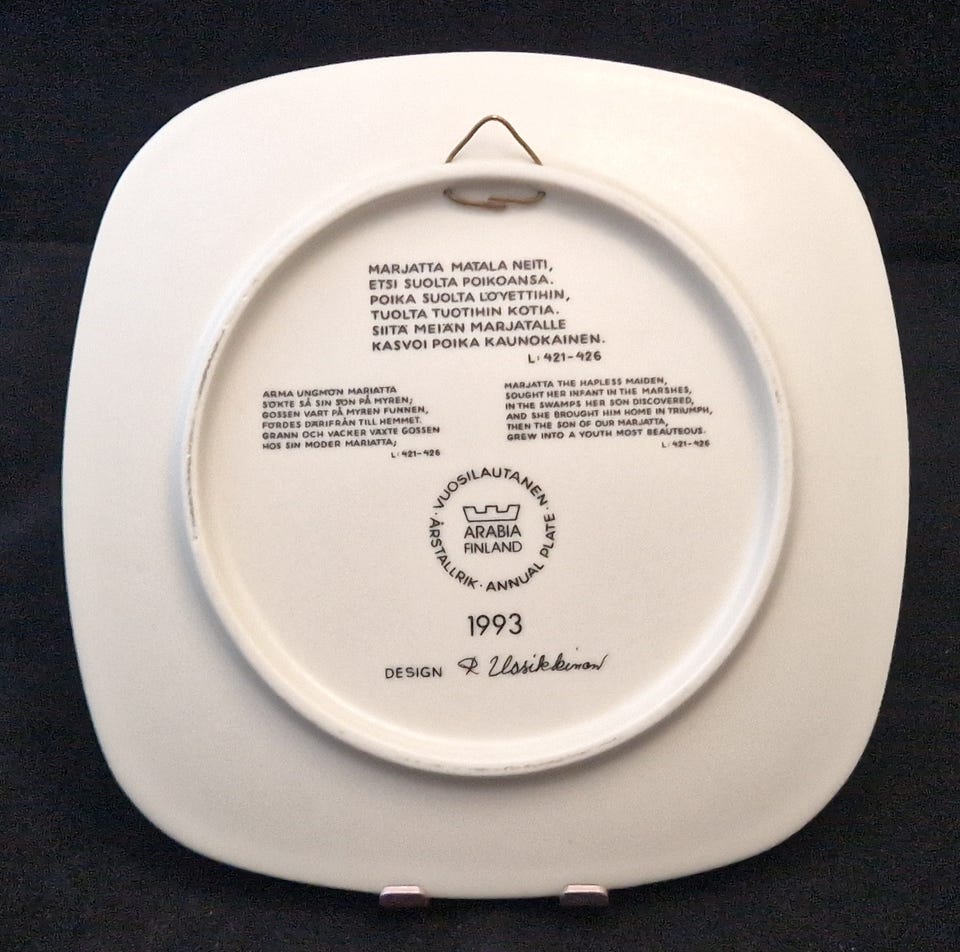 MARJATTA MATALA NEITI,
ETSI SUOLTA POIKOANSA.
POIKA SUOLTA LÖYETTIHIN,
TUOLTA TUOTIHIN KOTIA.
SIITÄ MEIÄN MARJATALLE
KASVOI POIKA KAUNOKAINEN.
L: 421-426
ARMA UNGMÖN MARIATTA
SÖKTE SÅ SIN SON PÅ MYREN;
GOSSEN VART PÅ MYREN FUNNEN,
FÖRDES DÄRIFRÅN TILL HEMMET.
GRANN OCH VACKER VÄXTE GOSSEN
HOS SIN MODER MARIATTA;
L: 421-426
MARJATTA THE HAPLESS MAIDEN,
SOUGHT HER INFANT IN THE MARSHES,
IN THE SWAMPS HER SON DISCOVERED,
AND SHE BROUGHT HIM HOME IN TRIUMPH,
THEN THE SON OF OUR MARJATTA,
GREW INTO A YOUTH MOST BEAUTEOUS.
L: 421-426
· VUOSILAUTANEN ·
ARABIA
FINLAND
ÅRSTALLRIK · ANNUAL PLATE
1993
DESIGN R Uosikkinen